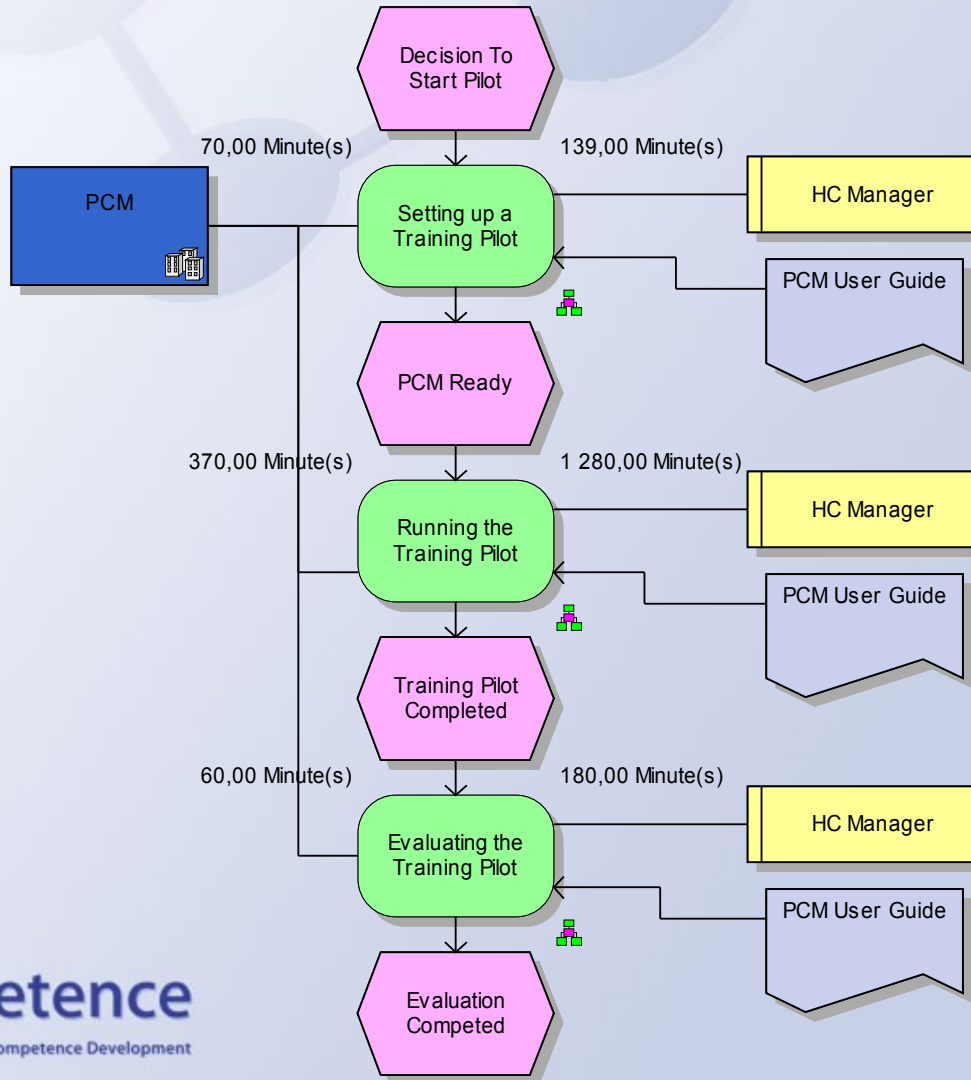 Decision To
Start Pilot
70,00 Minute(s)
139,00 Minute(s)
PCM
Setting up a
Training Pilot
HC Manager
PCM User Guide
PCM Ready
370,00 Minute(s)
1 280,00 Minute(s)
Running the
Training Pilot
HC Manager
PCM User Guide
Training Pilot
Completed
60,00 Minute(s)
180,00 Minute(s)
Evaluating the
Training Pilot
HC Manager
PCM User Guide
Evaluation
Competed
etence
ompetence Development